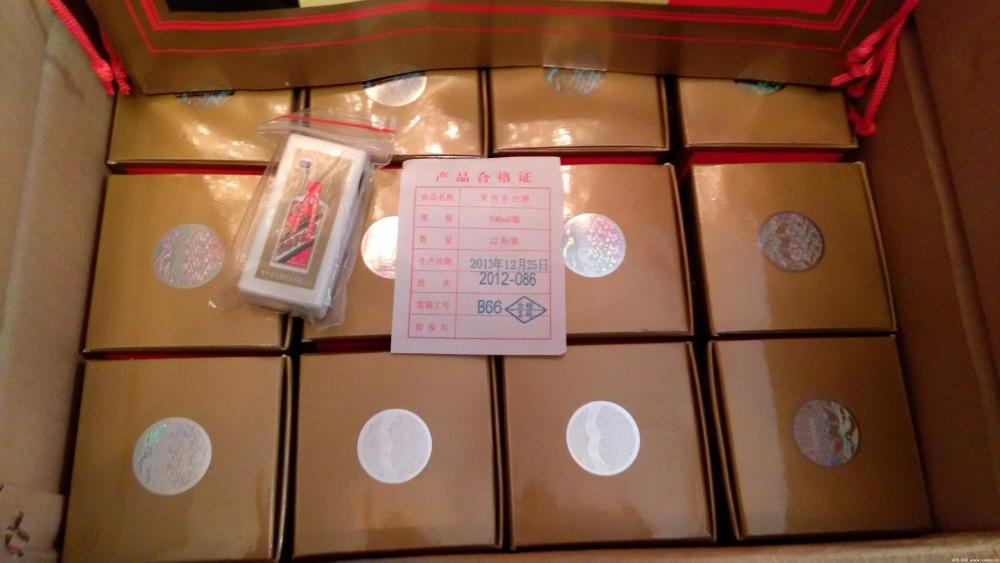 产品合格证
食品名称 贵州茅台酒
规 格 500ml/瓶
数 量 12瓶/箱
生产日期 2013年12月25日
批 次 2012-086
装箱工号 B66
检验员